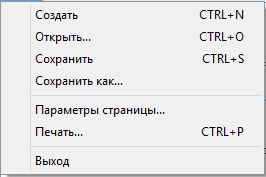 Создать CTRL+N
Открыть... CTRL+O
Сохранить CTRL+S
Сохранить как...
Параметры страницы...
Печать... CTRL+P
Выход